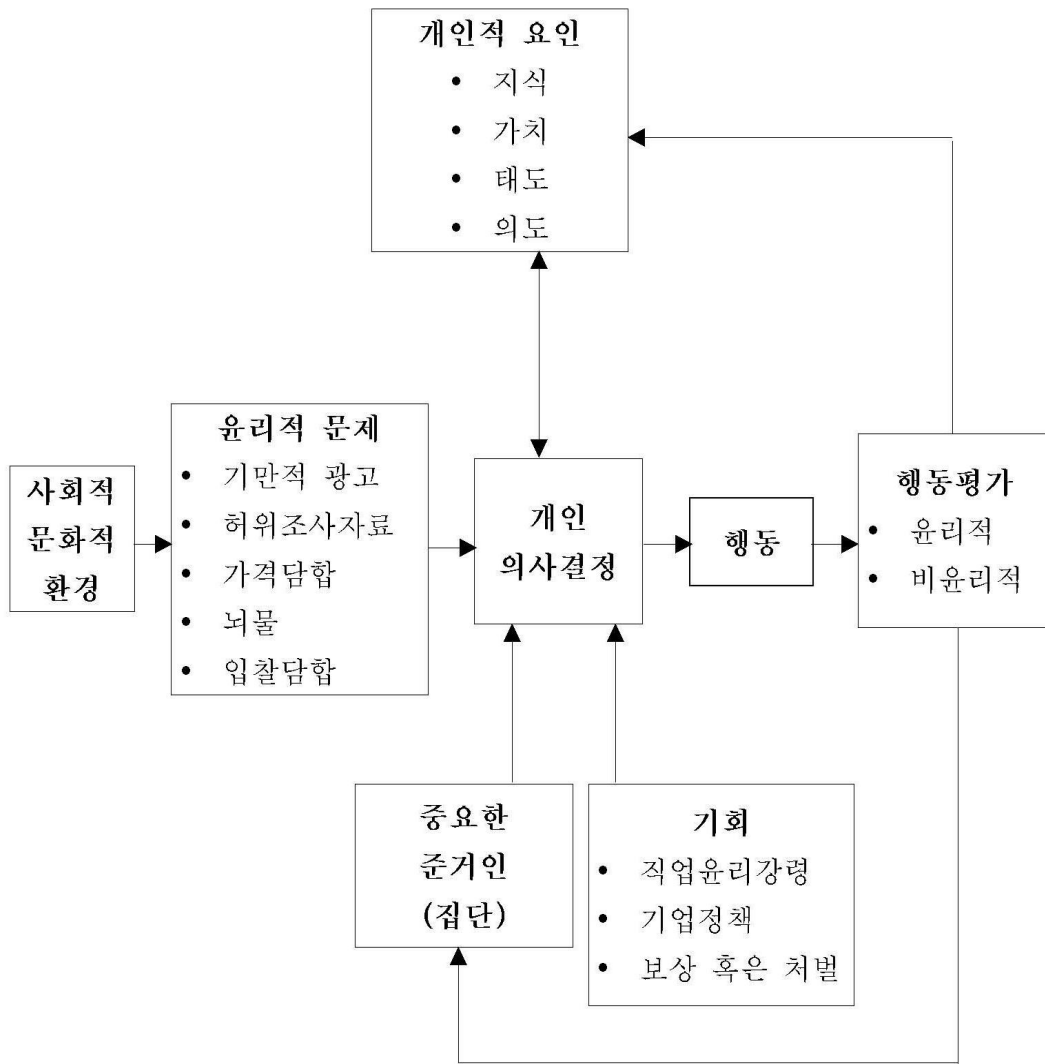 개인적 요인
• 지식
• 가치
• 태도
• 의도
사회적
문화적
환경
윤리적 문제
• 기만적 광고
• 허위조사자료
• 가격담합
• 뇌물
• 입찰담합
개인
의사결정
행동
행동평가
• 윤리적
• 비윤리적
중요한
준거인
(집단)
기회
• 직업윤리강령
• 기업정책
• 보상 혹은 처벌